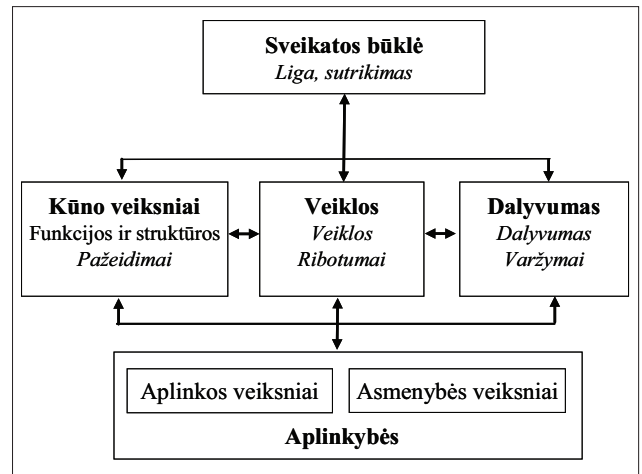 Sveikatos būklė
Liga, sutrikimas
Kūno veiksniai
Funkcijos ir struktūros
Pažeidimai
Veiklos
Veiklos
Ribotumai
Dalyvumas
Dalyvumas
Varžymai
Aplinkos veiksniai
Asmenybės veiksniai
Aplinkybės